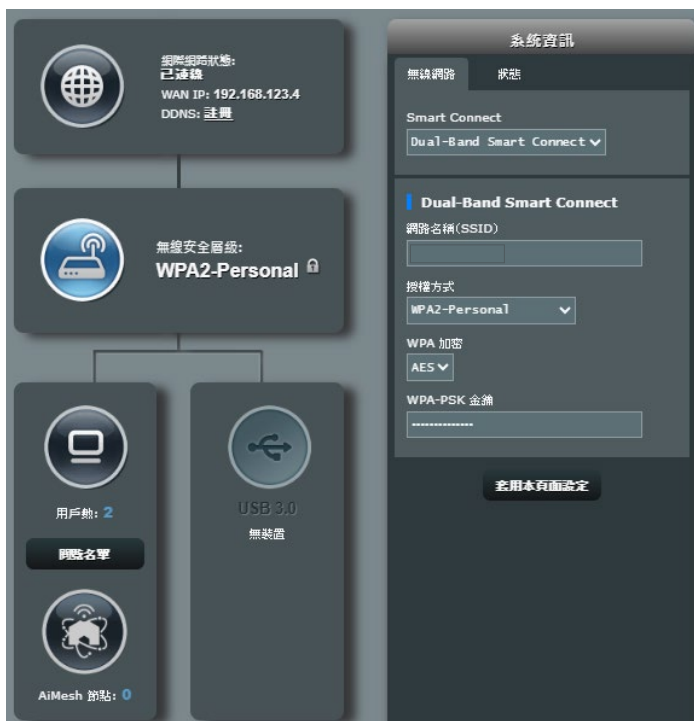 網際網路狀態:
已連線
WAN IP: 192.168.123.4
DDNS: 註冊
無線安全層級:
WPA2-Personal
用戶數: 2
閱覽名單
AiMesh 節點: 0
USB 3.0
無裝置
系統資訊
無線網路
狀態
Smart Connect
Dual-Band Smart Connect
Dual-Band Smart Connect
網路名稱(SSID)
授權方式
WPA2-Personal
WPA 加密
AES
WPA-PSK 金鑰
--------------
套用本頁面設定